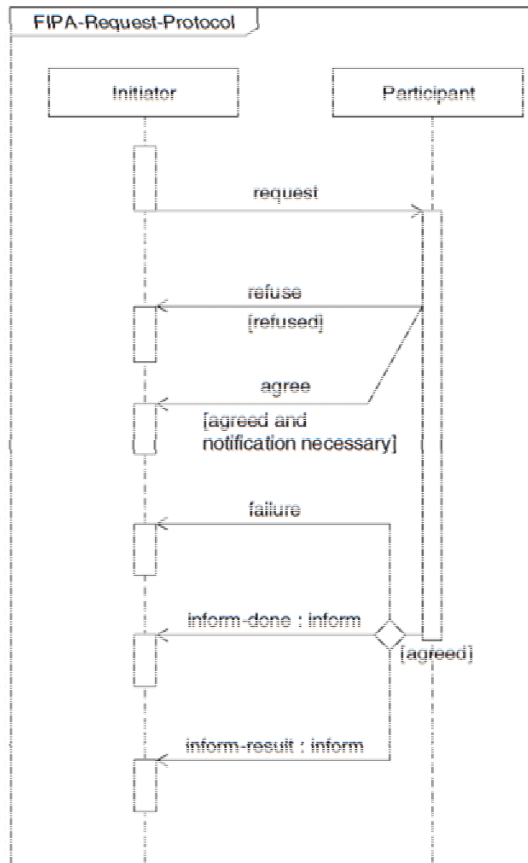 FIPA-Request-Protocol
Initiator
Participant
request
refuse
[refused]
agree
[agreed and
notification necessary]
failure
inform-done : inform
[agreed]
inform-result : inform